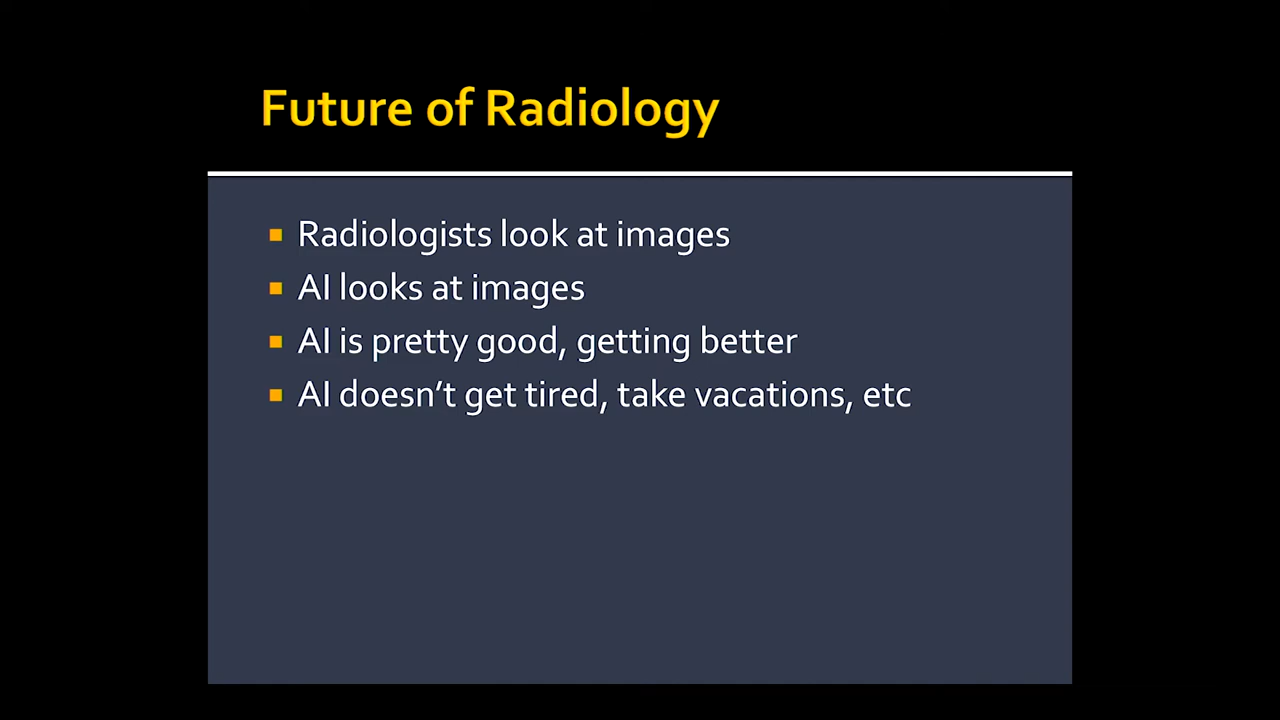 Future of Radiology
Radiologists look at images
AI looks at images
AI is pretty good, getting better
AI doesn’t get tired, take vacations, etc